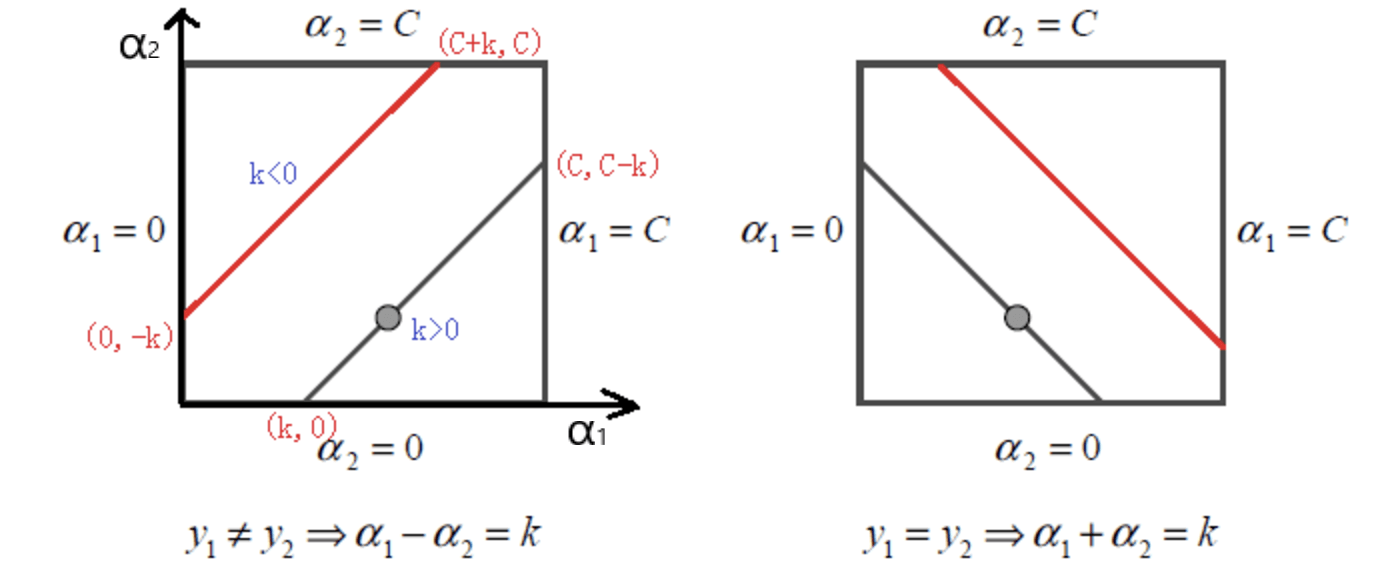 α₂ = C
α₂ = C
α₂
(C+k, C)
k<0
(C, C-k)
α₁ = 0
α₁ = C
α₁ = 0
α₁ = C
(0, -k)
k>0
(k, 0)
α₁
α₂ = 0
α₂ = 0
y₁ ≠ y₂ ⇒ α₁ − α₂ = k
y₁ = y₂ ⇒ α₁ + α₂ = k